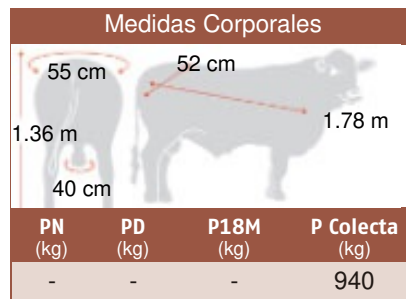 Medidas Corporales
55 cm
52 cm
1.36 m
1.78 m
40 cm
PN PD P18M P Colecta
(kg) (kg) (kg) (kg)
- - - 940